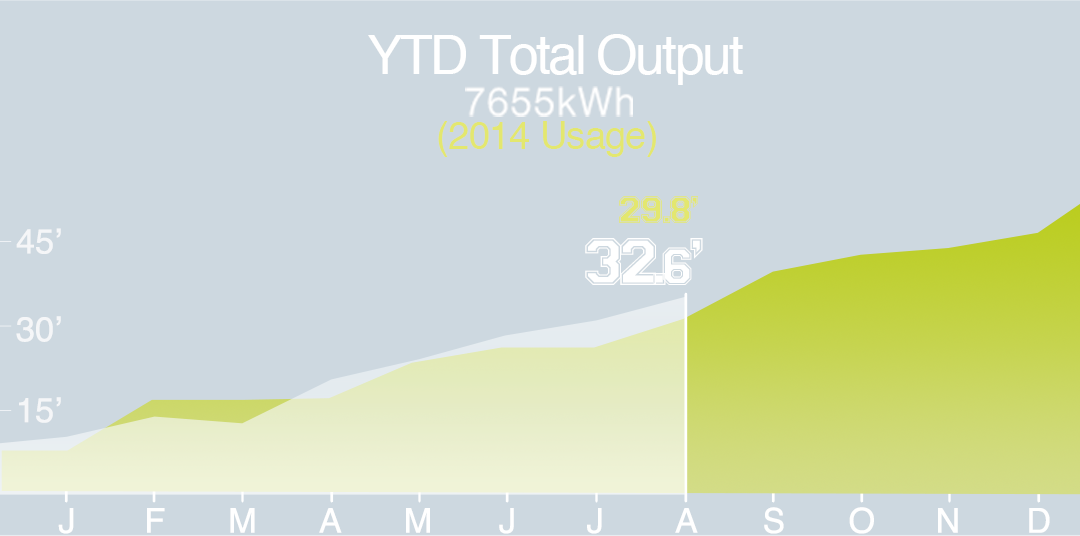 YTD Total Output
7655kWh
(2014 Usage)
29.8’
32.6’
45’
30’
15’
J F M A M J J A S O N D